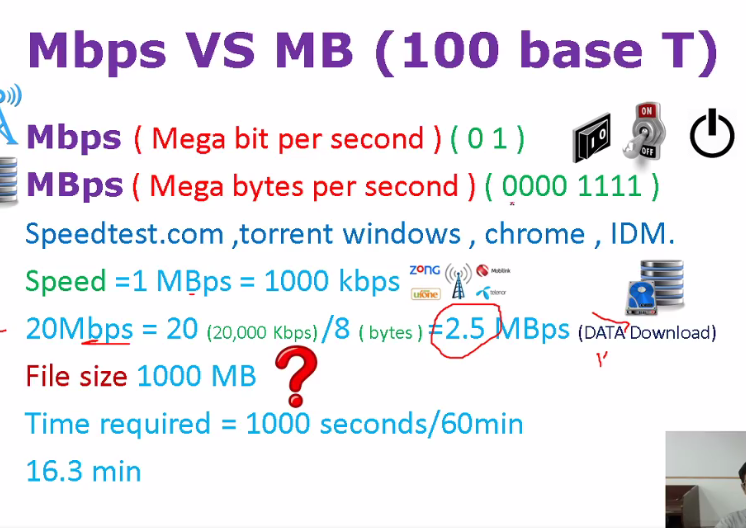 Mbps VS MB (100 base T)
Mbps ( Mega bit per second ) ( 0 1 )
ON
OFF
MBps ( Mega bytes per second ) ( 0000 1111 )
Speedtest.com ,torrent windows , chrome , IDM.
Speed =1 MBps = 1000 kbps
ZONG
Mobilink
ufone
telenor
20Mbps = 20 (20,000 Kbps) /8 ( bytes ) =2.5 MBps (DATA Download)
File size 1000 MB ?
Time required = 1000 seconds/60min
16.3 min